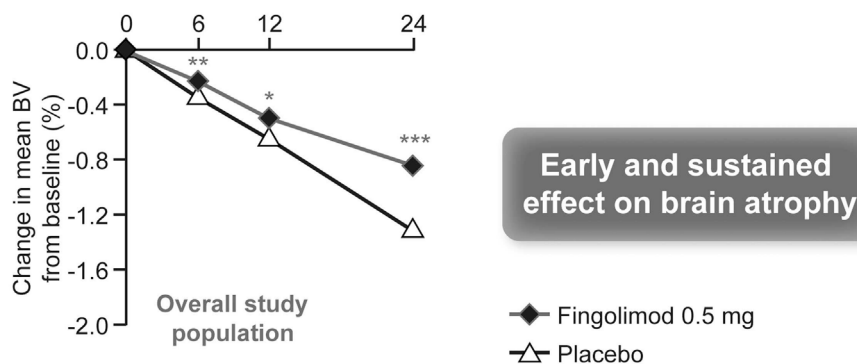 0 6 12 24
0.0
-0.4
-0.8
-1.2
-1.6
-2.0
Change in mean BV
from baseline (%)
**
*
***
Overall study
population
Early and sustained
effect on brain atrophy
Fingolimod 0.5 mg
Placebo